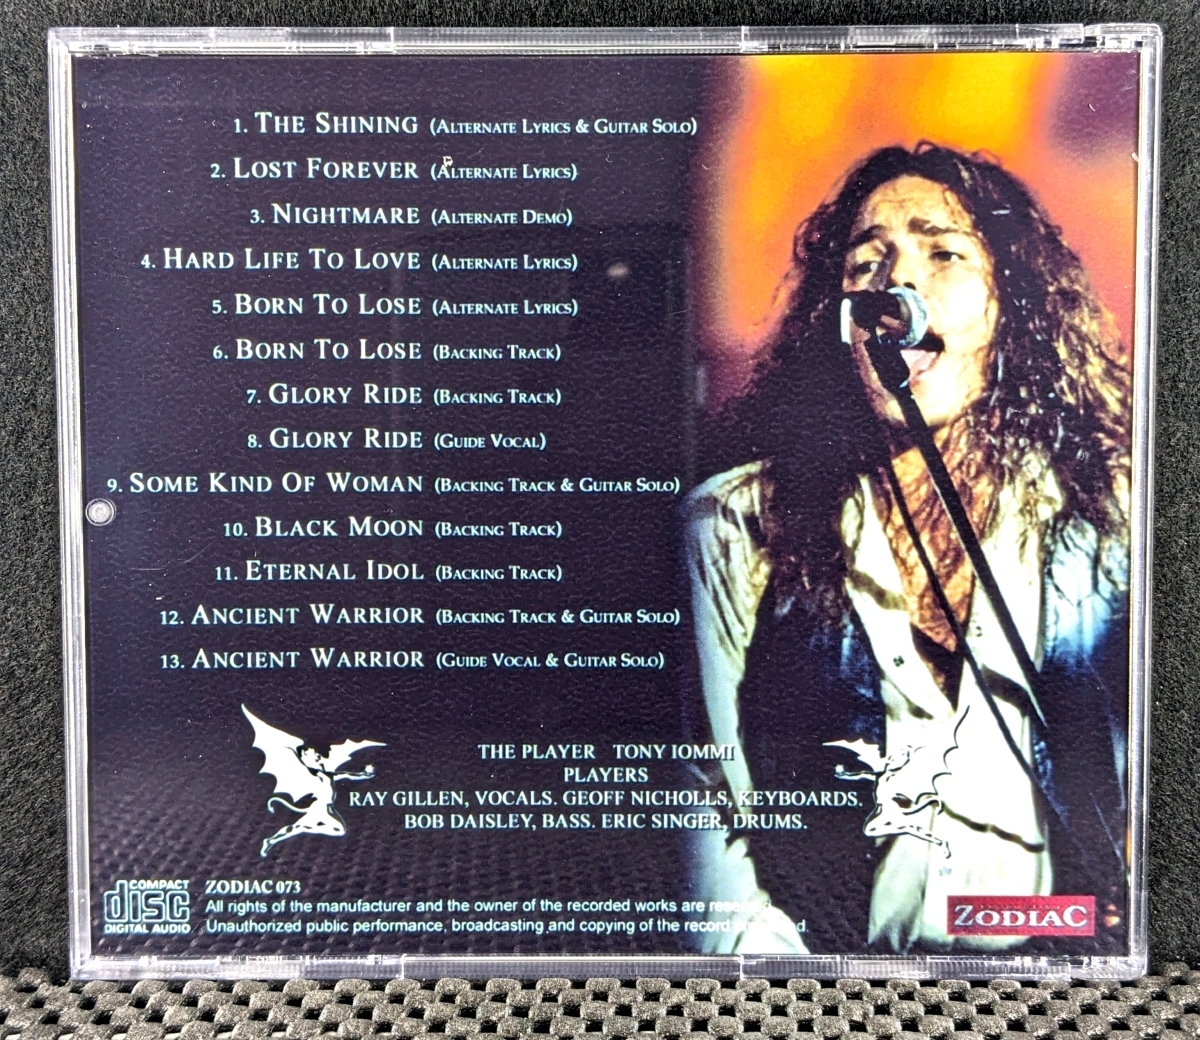 1. THE SHINING (ALTERNATE LYRICS & GUITAR SOLO)
2. LOST FOREVER (ALTERNATE LYRICS)
3. NIGHTMARE (ALTERNATE DEMO)
4. HARD LIFE TO LOVE (ALTERNATE LYRICS)
5. BORN TO LOSE (ALTERNATE LYRICS)
6. BORN TO LOSE (BACKING TRACK)
7. GLORY RIDE (BACKING TRACK)
8. GLORY RIDE (GUIDE VOCAL)
9. SOME KIND OF WOMAN (BACKING TRACK & GUITAR SOLO)
10. BLACK MOON (BACKING TRACK)
11. ETERNAL IDOL (BACKING TRACK)
12. ANCIENT WARRIOR (BACKING TRACK & GUITAR SOLO)
13. ANCIENT WARRIOR (GUIDE VOCAL & GUITAR SOLO)
THE PLAYER TONY IOMMI
PLAYERS
RAY GILLEN, VOCALS. GEOFF NICHOLLS, KEYBOARDS.
BOB DAISLEY, BASS. ERIC SINGER, DRUMS.
COMPACT
disc
DIGITAL AUDIO
ZODIAC 073
All rights of the manufacturer and the owner of the recorded works are
Unauthorized public performance, broadcasting and copying of the record
ZODIAC